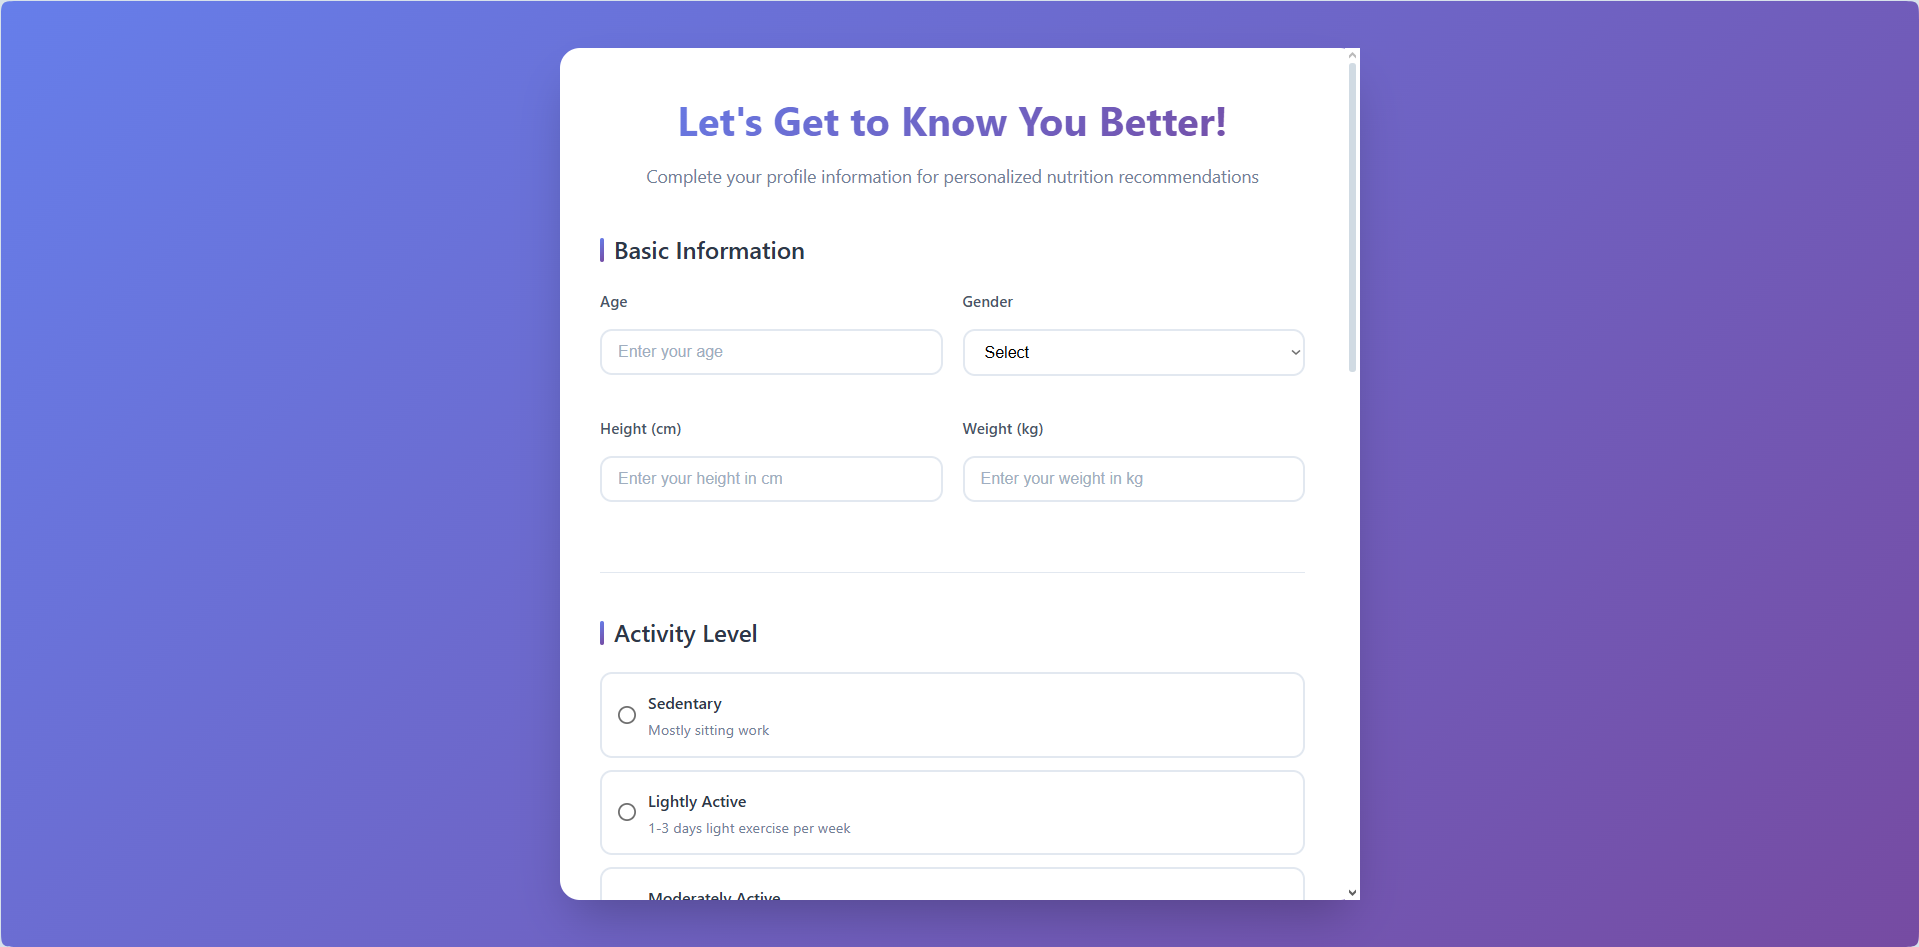 Let's Get to Know You Better!
Complete your profile information for personalized nutrition recommendations
Basic Information
Age
Gender
Enter your age
Select
Height (cm)
Weight (kg)
Enter your height in cm
Enter your weight in kg
Activity Level
Sedentary
Mostly sitting work
Lightly Active
1-3 days light exercise per week
Moderately Active